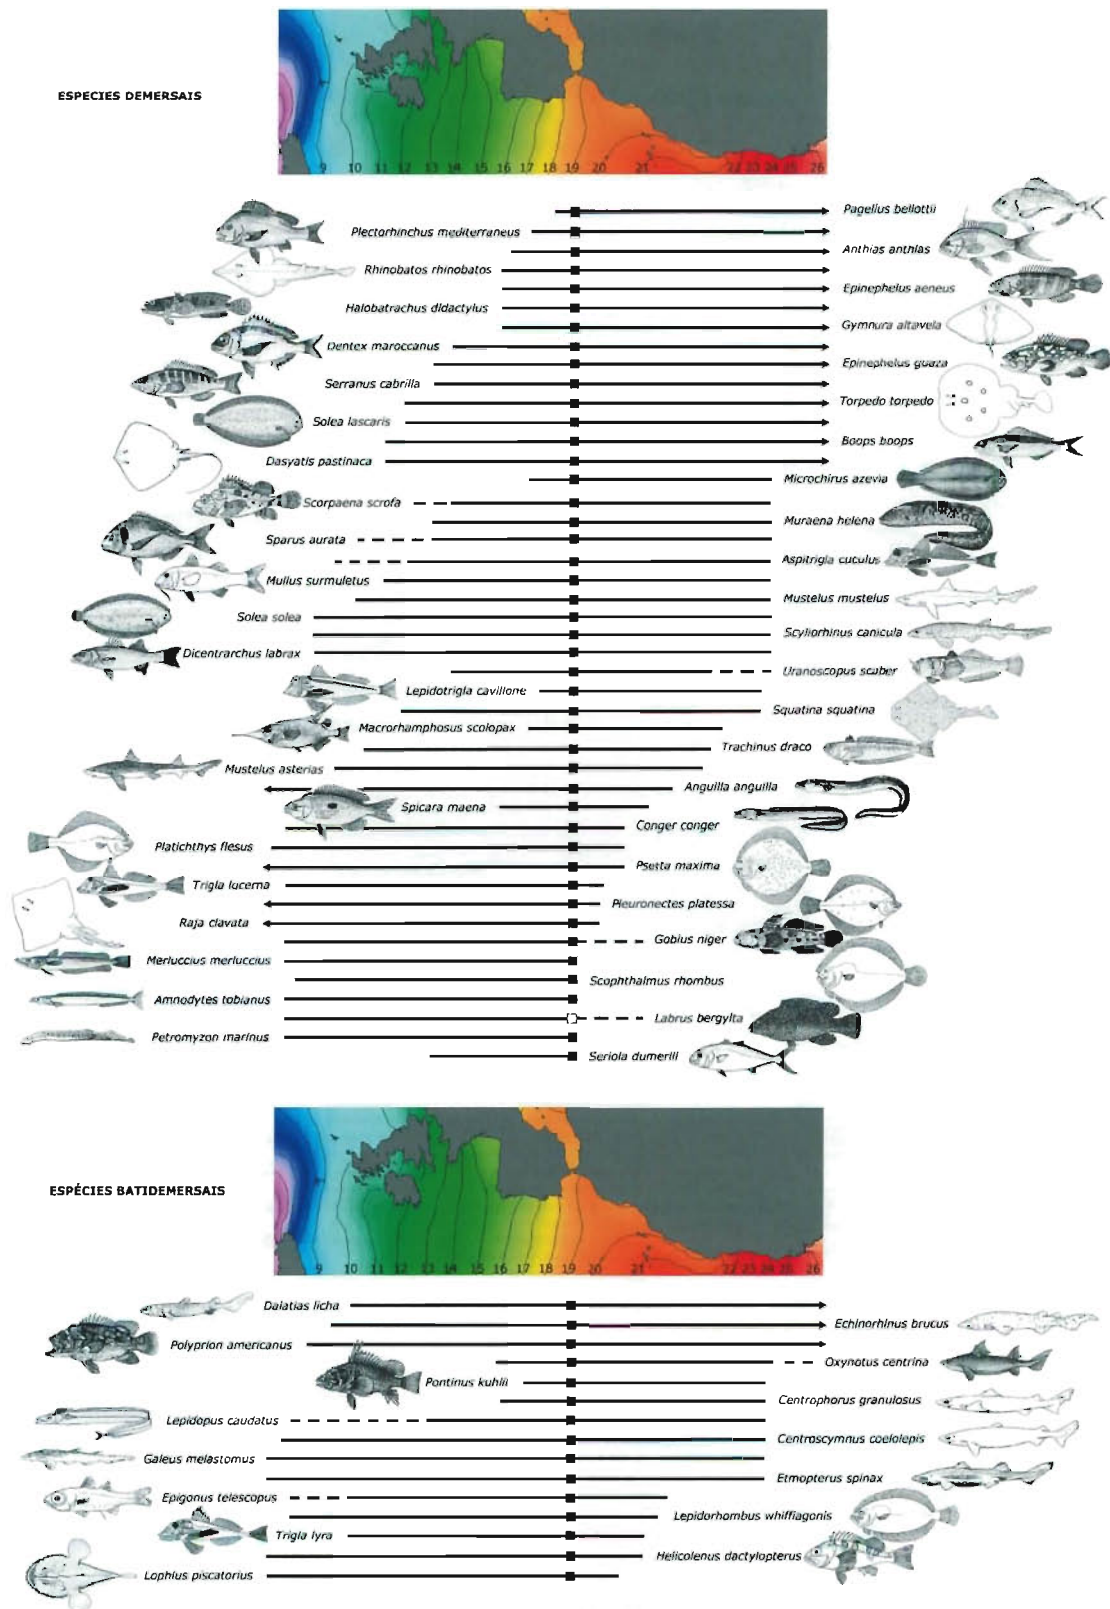 ESPECIES DEMERSAIS
9 10 11 12 13 14 15 16 17 18 19 20 21 22 23 24 25 26
Pagellus bellottii
Plectorhinchus mediterraneus
Anthias anthias
Rhinobatos rhinobatos
Epinephelus aeneus
Halobatrachus didactylus
Gymnura altavela
Dentex maroccanus
Epinephelus guaza
Serranus cabrilla
Torpedo torpedo
Solea lascaris
Boops boops
Dasyatis pastinaca
Microchirus azevia
Scorpaena scrofa
Muraena helena
Sparus aurata
Aspitrigla cuculus
Mullus surmuletus
Mustelus mustelus
Solea solea
Scyliorhinus canicula
Dicentrarchus labrax
Uranoscopus scaber
Lepidotrigla cavillone
Squatina squatina
Macrorhamphosus scolopax
Trachinus draco
Mustelus asterias
Anguilla anguilla
Spicara maena
Conger conger
Platichthys flesus
Psetta maxima
Trigla lucerna
Pleuronectes platessa
Raja clavata
Gobius niger
Merluccius merluccius
Scophthalmus rhombus
Amnodytes tobianus
Labrus bergylta
Petromyzon marinus
Seriola dumerili
ESPÉCIES BATIDEMERSAIS
9 10 11 12 13 14 15 16 17 18 19 20 21 22 23 24 25 26
Dalatias licha
Echinorhinus brucus
Polyprion americanus
Oxynotus centrina
Pontinus kuhlii
Centrophorus granulosus
Lepidopus caudatus
Centroscymnus coelolepis
Galeus melastomus
Etmopterus spinax
Epigonus telescopus
Lepidorhombus whiffiagonis
Trigla lyra
Helicolenus dactylopterus
Lophius piscatorius